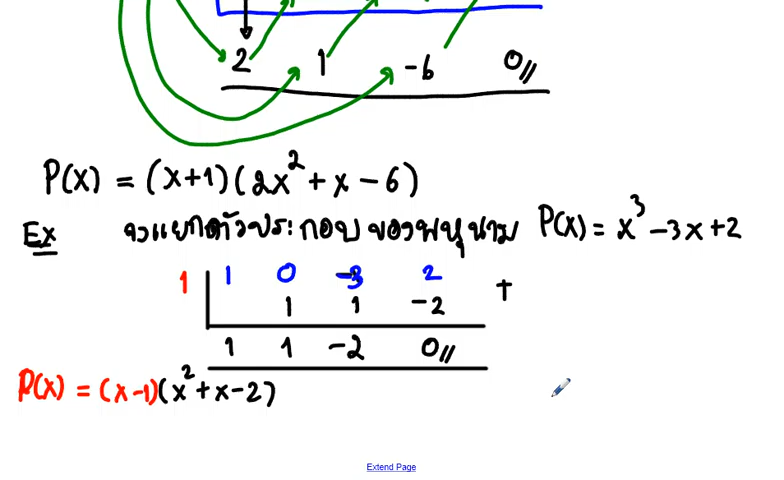 2 1 -6 0//
P(x) = (x+1)(2x² + x - 6)
Ex จงแยกตัวประกอบของพหุนาม P(x) = x³ - 3x + 2
1 1 0 -3 2
1 1 -2 +
1 1 -2 0//
P(x) = (x-1)(x² + x - 2)
Extend Page